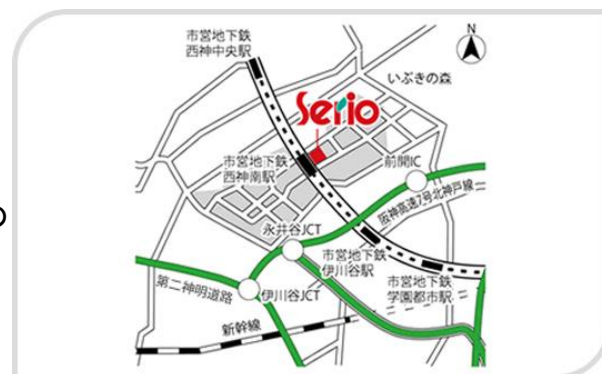 市営地下鉄
西神中央駅
N
いぶきの森
Serio
市営地下鉄
西神南駅
前開IC
阪神高速7号北神戸線
永井谷JCT
市営地下鉄
伊川谷駅
市営地下鉄
学園都市駅
第二神明道路
伊川谷JCT
新幹線